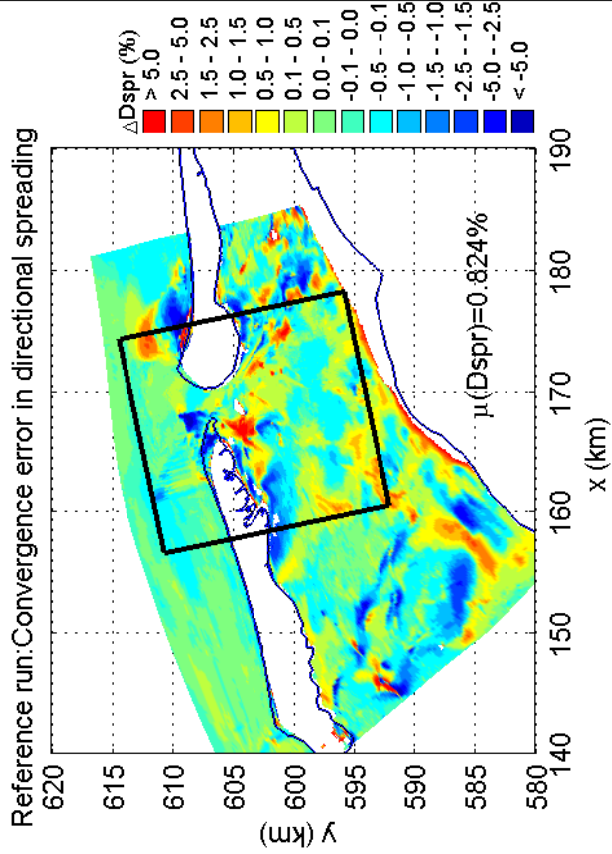 Reference run.Convergence error in directional spreading
△Dspr (%)
> 5.0
2.5 - 5.0
1.5 - 2.5
1.0 - 1.5
0.5 - 1.0
0.1 - 0.5
0.0 - 0.1
-0.1 - 0.0
-0.5 - -0.1
-1.0 - -0.5
-1.5 - -1.0
-2.5 - -1.5
-5.0 - -2.5
< -5.0
620
615
610
605
600
595
590
585
580
y (km)
μ(Dspr)=0.824%
140 150 160 170 180 190
x (km)